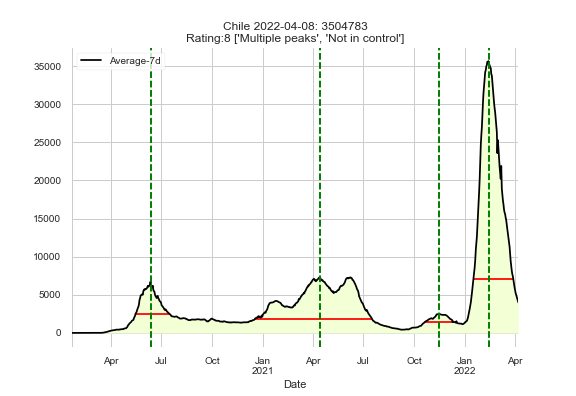 Chile 2022-04-08: 3504783
Rating:8 ['Multiple peaks', 'Not in control']
Average-7d
35000
30000
25000
20000
15000
10000
5000
0
Apr Jul Oct Jan Apr Jul Oct Jan Apr
2021 2022
Date